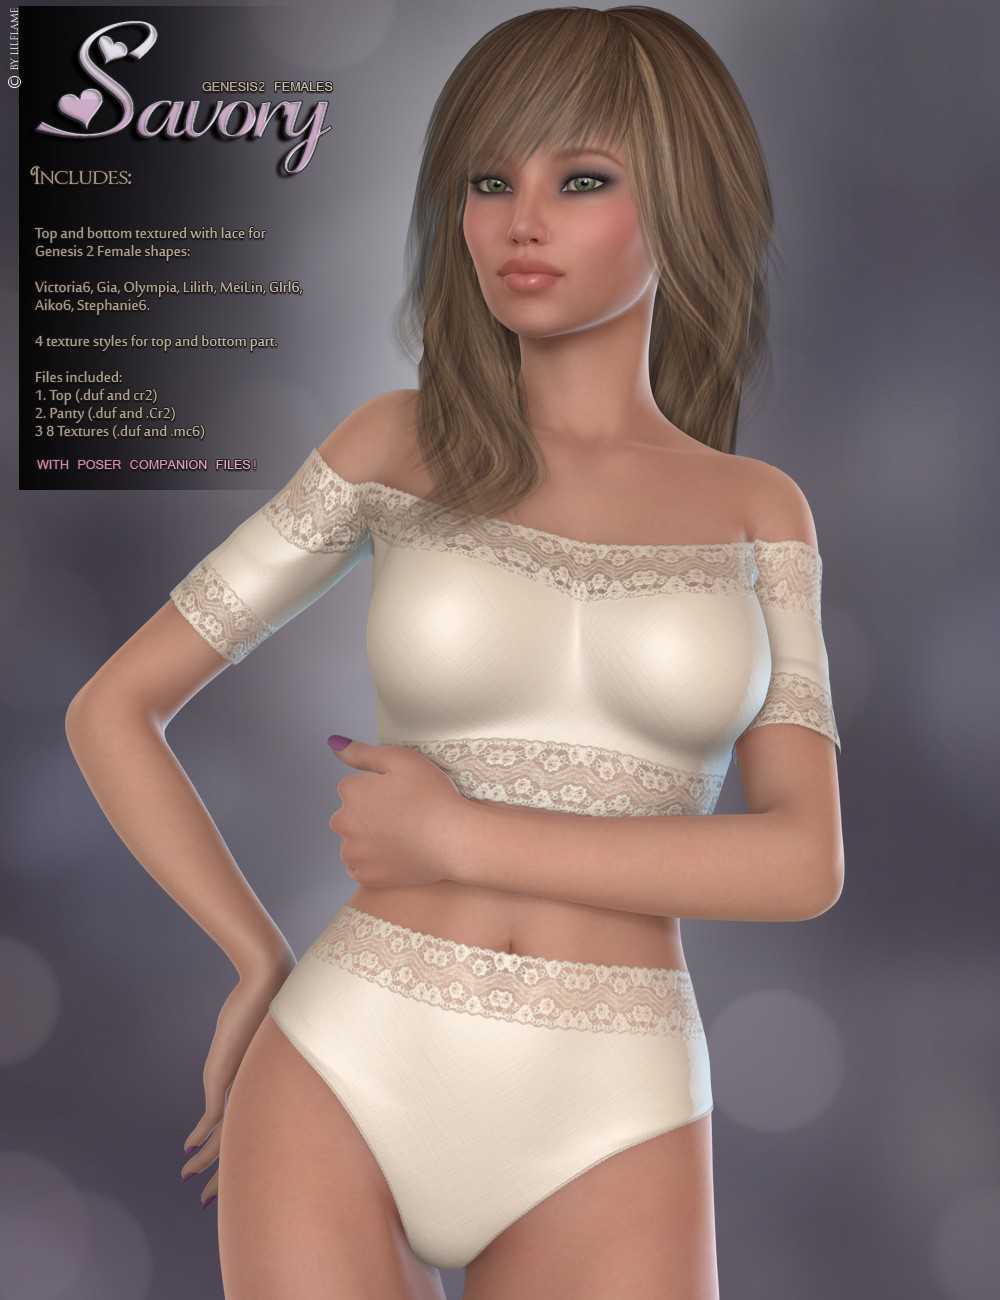 © BY LILFLAME
GENESIS2 FEMALES
Savory
INCLUDES:
Top and bottom textured with lace for
Genesis 2 Female shapes:
Victoria6, Gia, Olympia, Lilith, MeiLin, GIrl6,
Aiko6, Stephanie6.
4 texture styles for top and bottom part.
Files included:
1. Top (.duf and cr2)
2. Panty (.duf and .Cr2)
3 8 Textures (.duf and .mc6)
WITH POSER COMPANION FILES!